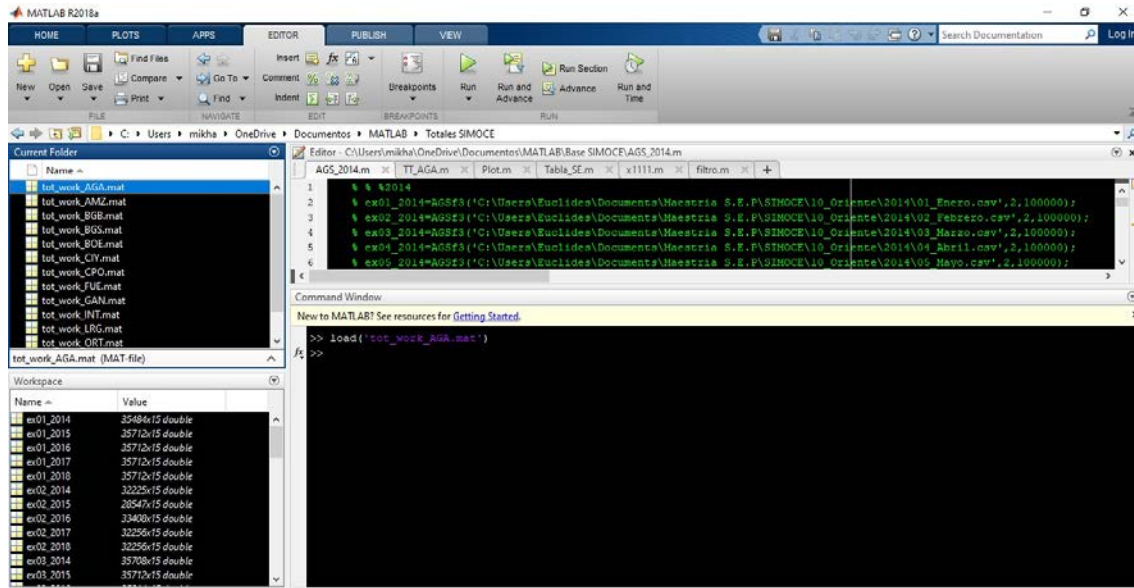 MATLAB R2018a
HOME PLOTS APPS EDITOR PUBLISH VIEW
Search Documentation
Log In
New Open Save
Find Files
Compare
Print
FILE
Go To
Find
NAVIGATE
Insert
Comment
Indent
EDIT
Breakpoints
BREAKPOINTS
Run
Run and Advance
Run Section
Advance
Run and Time
RUN
C: Users mikha OneDrive Documentos MATLAB Totales SIMOCE
Current Folder
Name
tot_work_AGA.mat
tot_work_AMZ.mat
tot_work_BGB.mat
tot_work_BGS.mat
tot_work_BOE.mat
tot_work_CIY.mat
tot_work_CPO.mat
tot_work_FUE.mat
tot_work_GAN.mat
tot_work_INT.mat
tot_work_LRG.mat
tot_work_ORT.mat
tot_work_AGA.mat (MAT-file)
Workspace
Name Value
ex01_2014 35484x15 double
ex01_2015 35712x15 double
ex01_2016 35712x15 double
ex01_2017 35712x15 double
ex01_2018 35712x15 double
ex02_2014 32225x15 double
ex02_2015 28547x15 double
ex02_2016 33408x15 double
ex02_2017 32256x15 double
ex02_2018 32256x15 double
ex03_2014 35708x15 double
ex03_2015 35712x15 double
Editor - C:\Users\mikha\OneDrive\Documentos\MATLAB\Base SIMOCE\AGS_2014.m
AGS_2014.m TT_AGA.m Plot.m Tabla_SE.m x1111.m filtro.m +
1 % % %2014
2 % ex01_2014=AGSf3('C:\Users\Euclides\Documents\Maestria S.E.P\SIMOCE\10_Oriente\2014\01_Enero.csv',2,100000);
3 % ex02_2014=AGSf3('C:\Users\Euclides\Documents\Maestria S.E.P\SIMOCE\10_Oriente\2014\02_Febrero.csv',2,100000);
4 % ex03_2014=AGSf3('C:\Users\Euclides\Documents\Maestria S.E.P\SIMOCE\10_Oriente\2014\03_Marzo.csv',2,100000);
5 % ex04_2014=AGSf3('C:\Users\Euclides\Documents\Maestria S.E.P\SIMOCE\10_Oriente\2014\04_Abril.csv',2,100000);
6 % ex05_2014=AGSf3('C:\Users\Euclides\Documents\Maestria S.E.P\SIMOCE\10_Oriente\2014\05_Mayo.csv',2,100000);
Command Window
New to MATLAB? See resources for Getting Started.
>> load('tot_work_AGA.mat')
fx >>